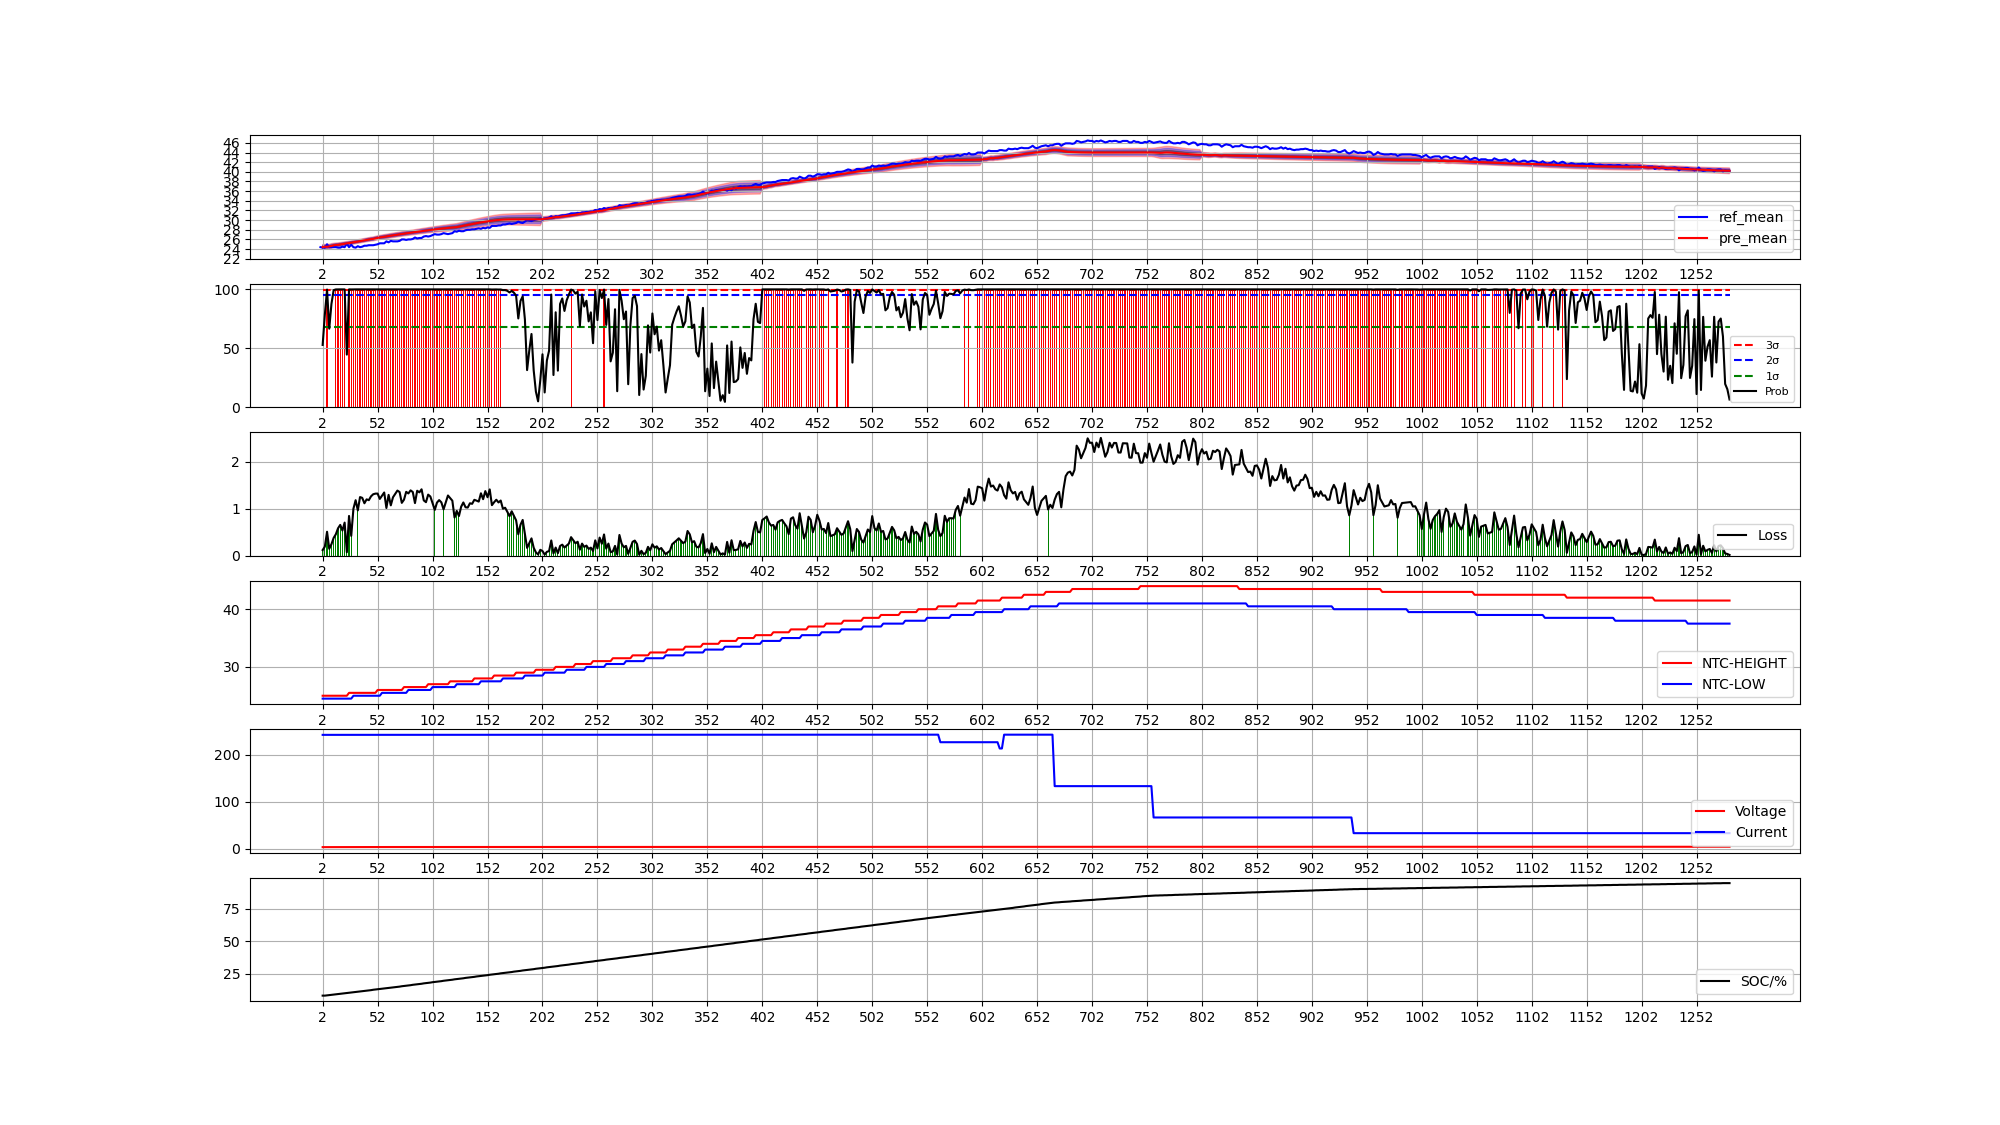 46
44
42
40
38
36
34
32
30
28
26
24
22
ref_mean
pre_mean
2 52 102 152 202 252 302 352 402 452 502 552 602 652 702 752 802 852 902 952 1002 1052 1102 1152 1202 1252
100
50
0
3σ
2σ
1σ
Prob
2 52 102 152 202 252 302 352 402 452 502 552 602 652 702 752 802 852 902 952 1002 1052 1102 1152 1202 1252
2
1
0
Loss
2 52 102 152 202 252 302 352 402 452 502 552 602 652 702 752 802 852 902 952 1002 1052 1102 1152 1202 1252
40
30
NTC-HEIGHT
NTC-LOW
2 52 102 152 202 252 302 352 402 452 502 552 602 652 702 752 802 852 902 952 1002 1052 1102 1152 1202 1252
200
100
0
Voltage
Current
2 52 102 152 202 252 302 352 402 452 502 552 602 652 702 752 802 852 902 952 1002 1052 1102 1152 1202 1252
75
50
25
SOC/%
2 52 102 152 202 252 302 352 402 452 502 552 602 652 702 752 802 852 902 952 1002 1052 1102 1152 1202 1252